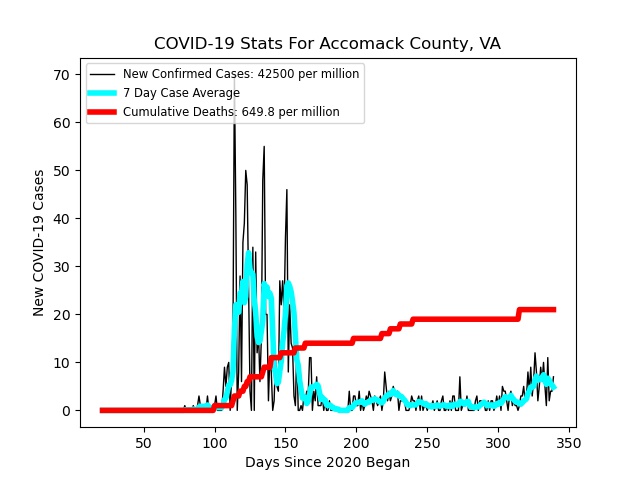 COVID-19 Stats For Accomack County, VA
New Confirmed Cases: 42500 per million
7 Day Case Average
Cumulative Deaths: 649.8 per million
New COVID-19 Cases
70
60
50
40
30
20
10
0
50 100 150 200 250 300 350
Days Since 2020 Began